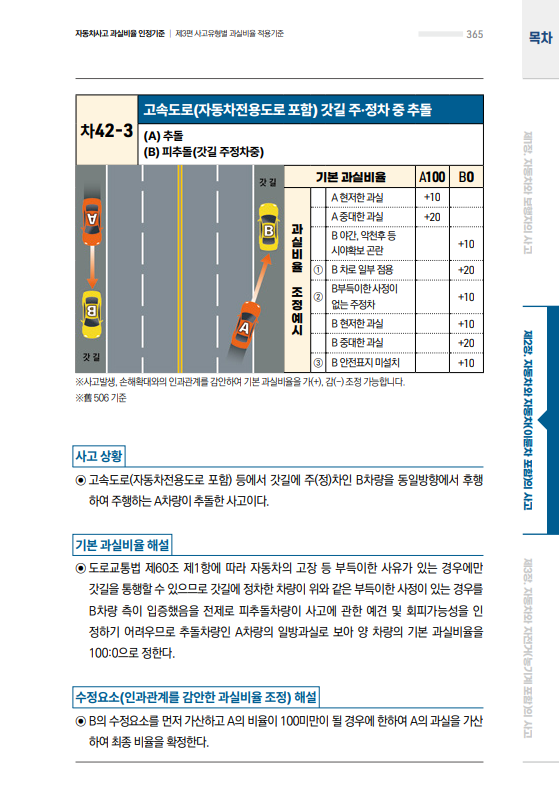 자동차사고 과실비율 인정기준 | 제3편 사고유형별 과실비율 적용기준
365
목차
차42-3
고속도로(자동차전용도로 포함) 갓길 주·정차 중 추돌
(A) 추돌
(B) 피추돌(갓길 주정차중)
갓 길
A
B
B
A
갓 길
과실비율 조정예시
기본 과실비율 A100 B0
A 현저한 과실 +10
A 중대한 과실 +20
B 야간, 악천후 등
시야확보 곤란 +10
① B 차로 일부 점용 +20
② B부득이한 사정이
없는 주정차 +10
B 현저한 과실 +10
B 중대한 과실 +20
③ B 안전표지 미설치 +10
※사고발생, 손해확대와의 인과관계를 감안하여 기본 과실비율을 가(+), 감(-) 조정 가능합니다.
※舊 506 기준
사고 상황
◉ 고속도로(자동차전용도로 포함) 등에서 갓길에 주(정)차인 B차량을 동일방향에서 후행
하여 주행하는 A차량이 추돌한 사고이다.
기본 과실비율 해설
◉ 도로교통법 제60조 제1항에 따라 자동차의 고장 등 부득이한 사유가 있는 경우에만
갓길을 통행할 수 있으므로 갓길에 정차한 차량이 위와 같은 부득이한 사정이 있는 경우를
B차량 측이 입증했음을 전제로 피추돌차량이 사고에 관한 예견 및 회피가능성을 인
정하기 어려우므로 추돌차량인 A차량의 일방과실로 보아 양 차량의 기본 과실비율을
100:0으로 정한다.
수정요소(인과관계를 감안한 과실비율 조정) 해설
◉ B의 수정요소를 먼저 가산하고 A의 비율이 100미만이 될 경우에 한하여 A의 과실을 가산
하여 최종 비율을 확정한다.
제1장. 자동차와 보행자의 사고
제2장. 자동차와 자동차(이륜차 포함)의 사고
제3장. 자동차와 자전거(농기계 포함)의 사고